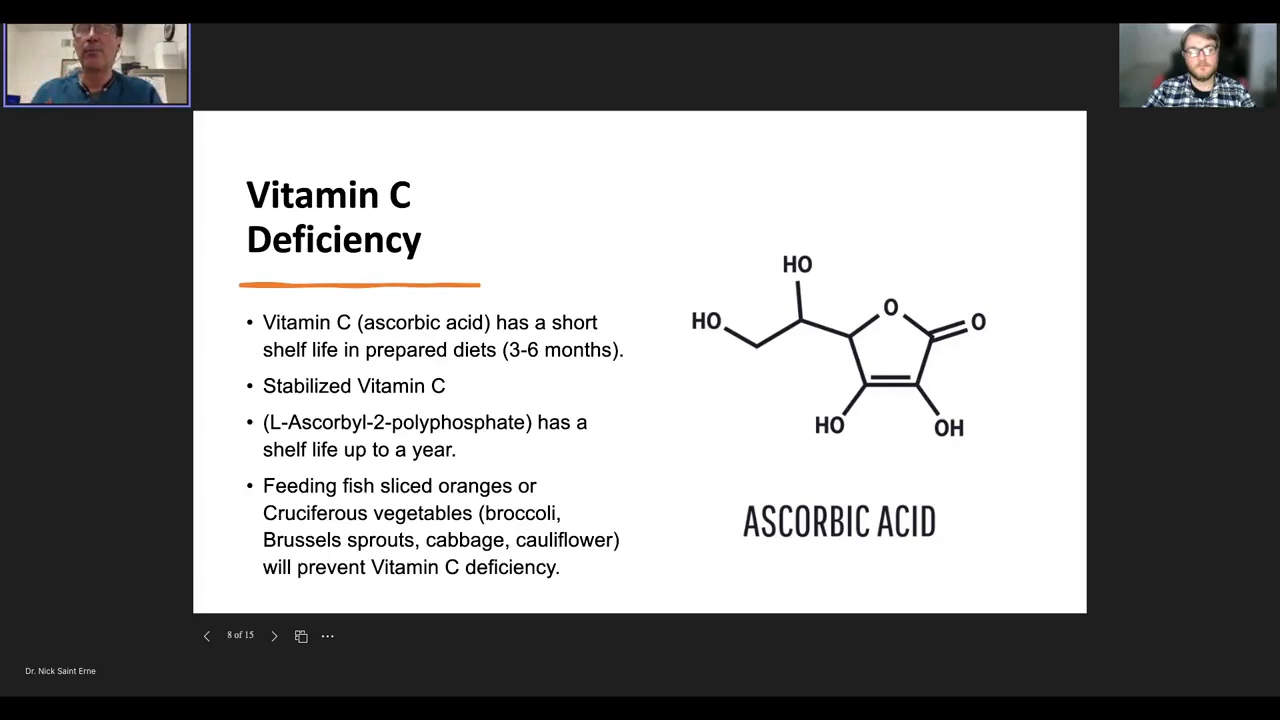 Vitamin C
Deficiency
• Vitamin C (ascorbic acid) has a short
shelf life in prepared diets (3-6 months).
• Stabilized Vitamin C
• (L-Ascorbyl-2-polyphosphate) has a
shelf life up to a year.
• Feeding fish sliced oranges or
Cruciferous vegetables (broccoli,
Brussels sprouts, cabbage, cauliflower)
will prevent Vitamin C deficiency.
HO
HO
O
O
HO
OH
ASCORBIC ACID
8 of 15
Dr. Nick Saint Erne